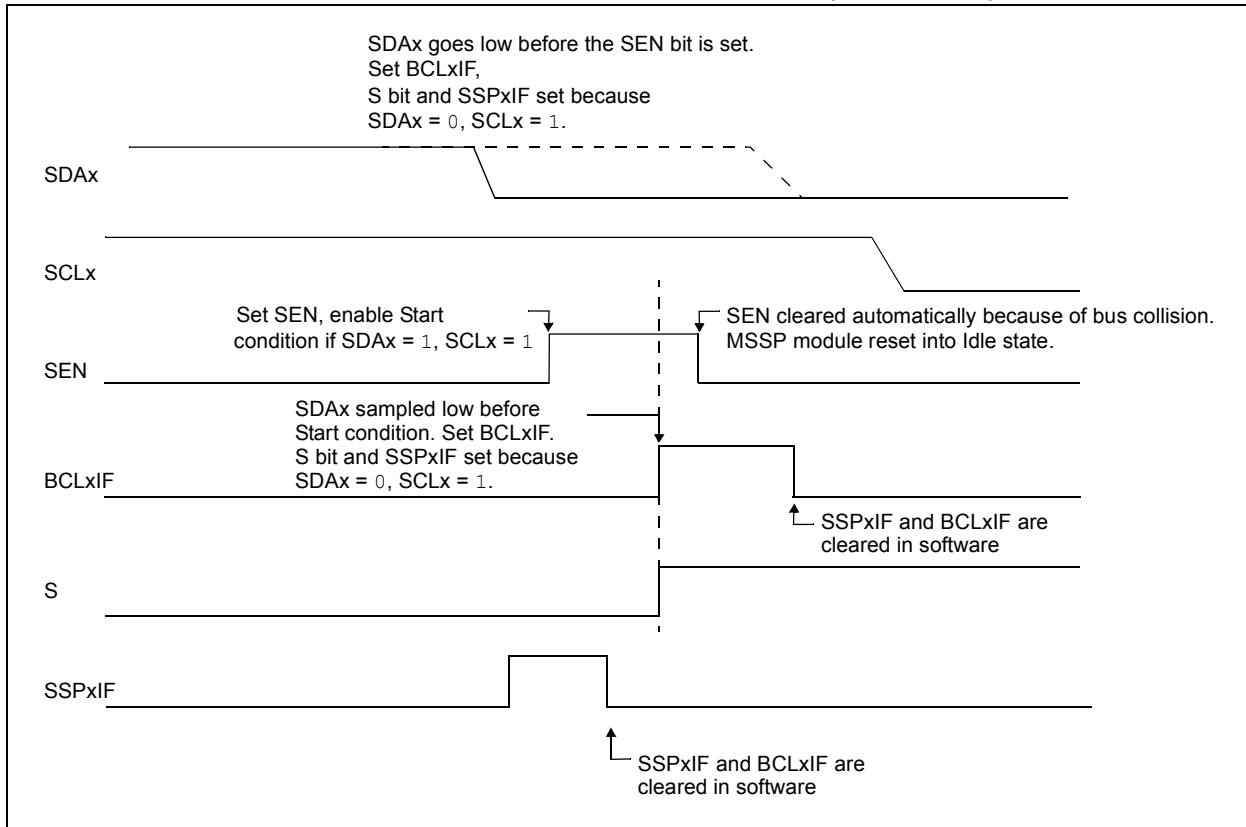 SDAx goes low before the SEN bit is set.
Set BCLxIF,
S bit and SSPxIF set because
SDAx = 0, SCLx = 1.
SDAx
SCLx
Set SEN, enable Start
condition if SDAx = 1, SCLx = 1
SEN cleared automatically because of bus collision.
MSSP module reset into Idle state.
SEN
SDAx sampled low before
Start condition. Set BCLxIF.
S bit and SSPxIF set because
SDAx = 0, SCLx = 1.
BCLxIF
SSPxIF and BCLxIF are
cleared in software
S
SSPxIF
SSPxIF and BCLxIF are
cleared in software